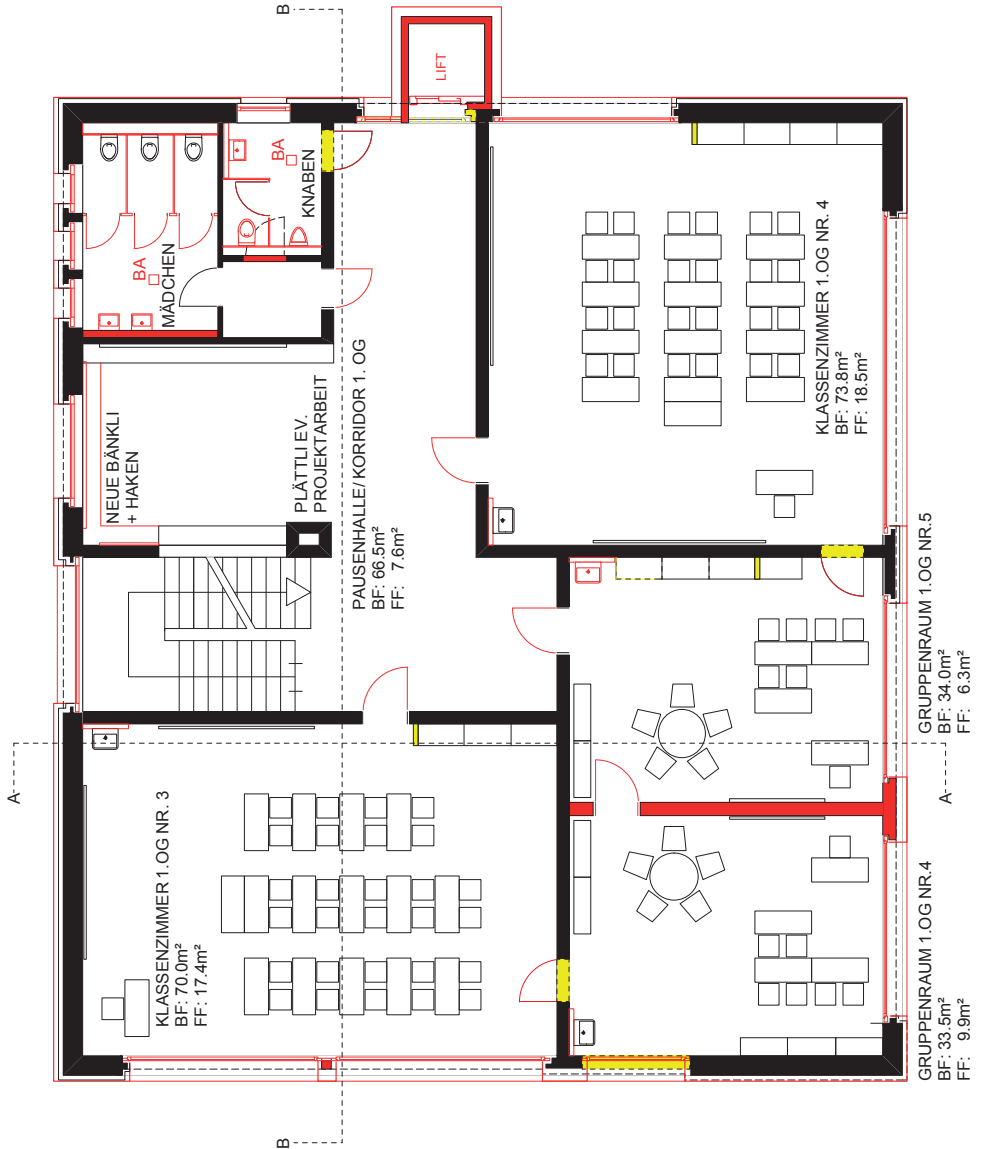 B
B
A
A
LIFT
BA
KNABEN
BA
MÄDCHEN
NEUE BÄNKLI
+ HAKEN
PLÄTTLI EV.
PROJEKTARBEIT
PAUSENHALLE/ KORRIDOR 1. OG
BF: 66.5m²
FF: 7.6m²
KLASSENZIMMER 1.OG NR. 3
BF: 70.0m²
FF: 17.4m²
KLASSENZIMMER 1.OG NR. 4
BF: 73.8m²
FF: 18.5m²
GRUPPENRAUM 1.OG NR.4
BF: 33.5m²
FF: 9.9m²
GRUPPENRAUM 1.OG NR.5
BF: 34.0m²
FF: 6.3m²